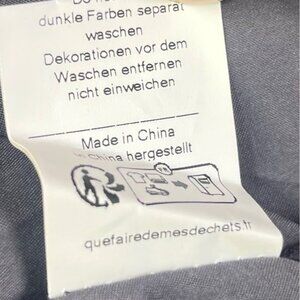 dunkle Farben separat
waschen
Dekorationen vor dem
Waschen entfernen
nicht einweichen
Made in China
China hergestellt
quefairedemesdechets.fr